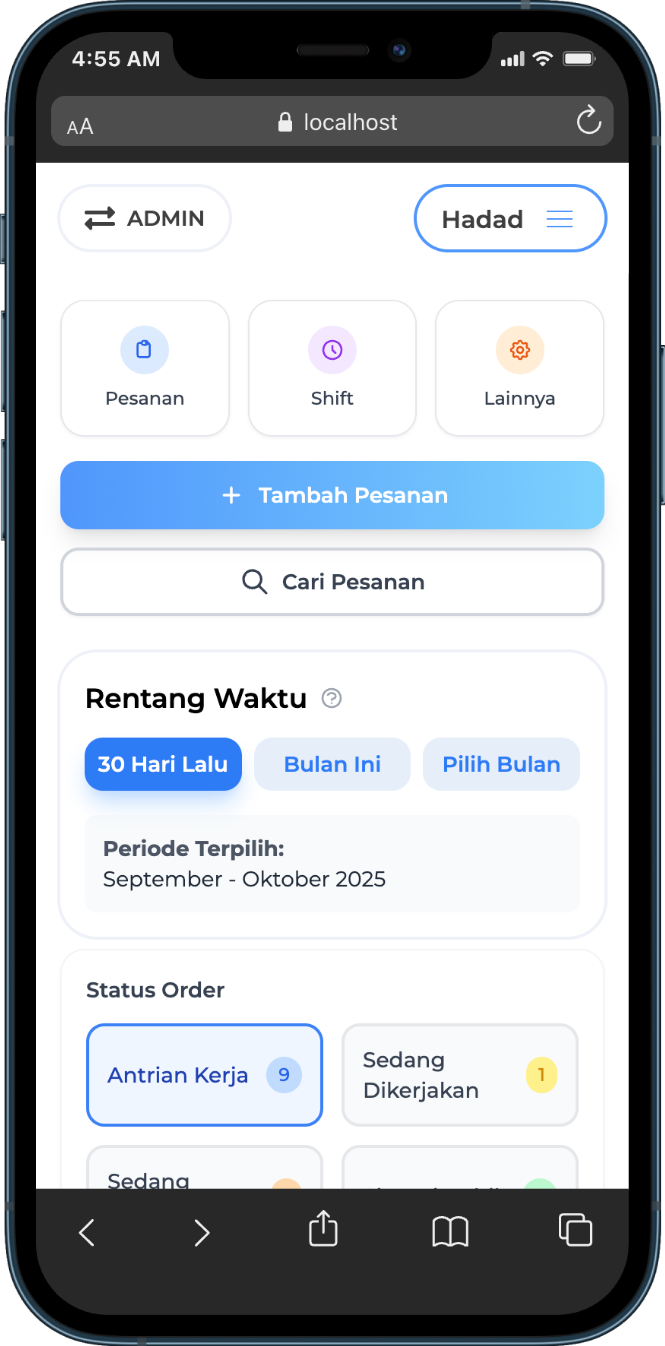 4:55 AM
AA
localhost
ADMIN
Hadad
Pesanan
Shift
Lainnya
+ Tambah Pesanan
Cari Pesanan
Rentang Waktu ?
30 Hari Lalu
Bulan Ini
Pilih Bulan
Periode Terpilih:
September - Oktober 2025
Status Order
Antrian Kerja 9
Sedang
Dikerjakan 1
Sedang